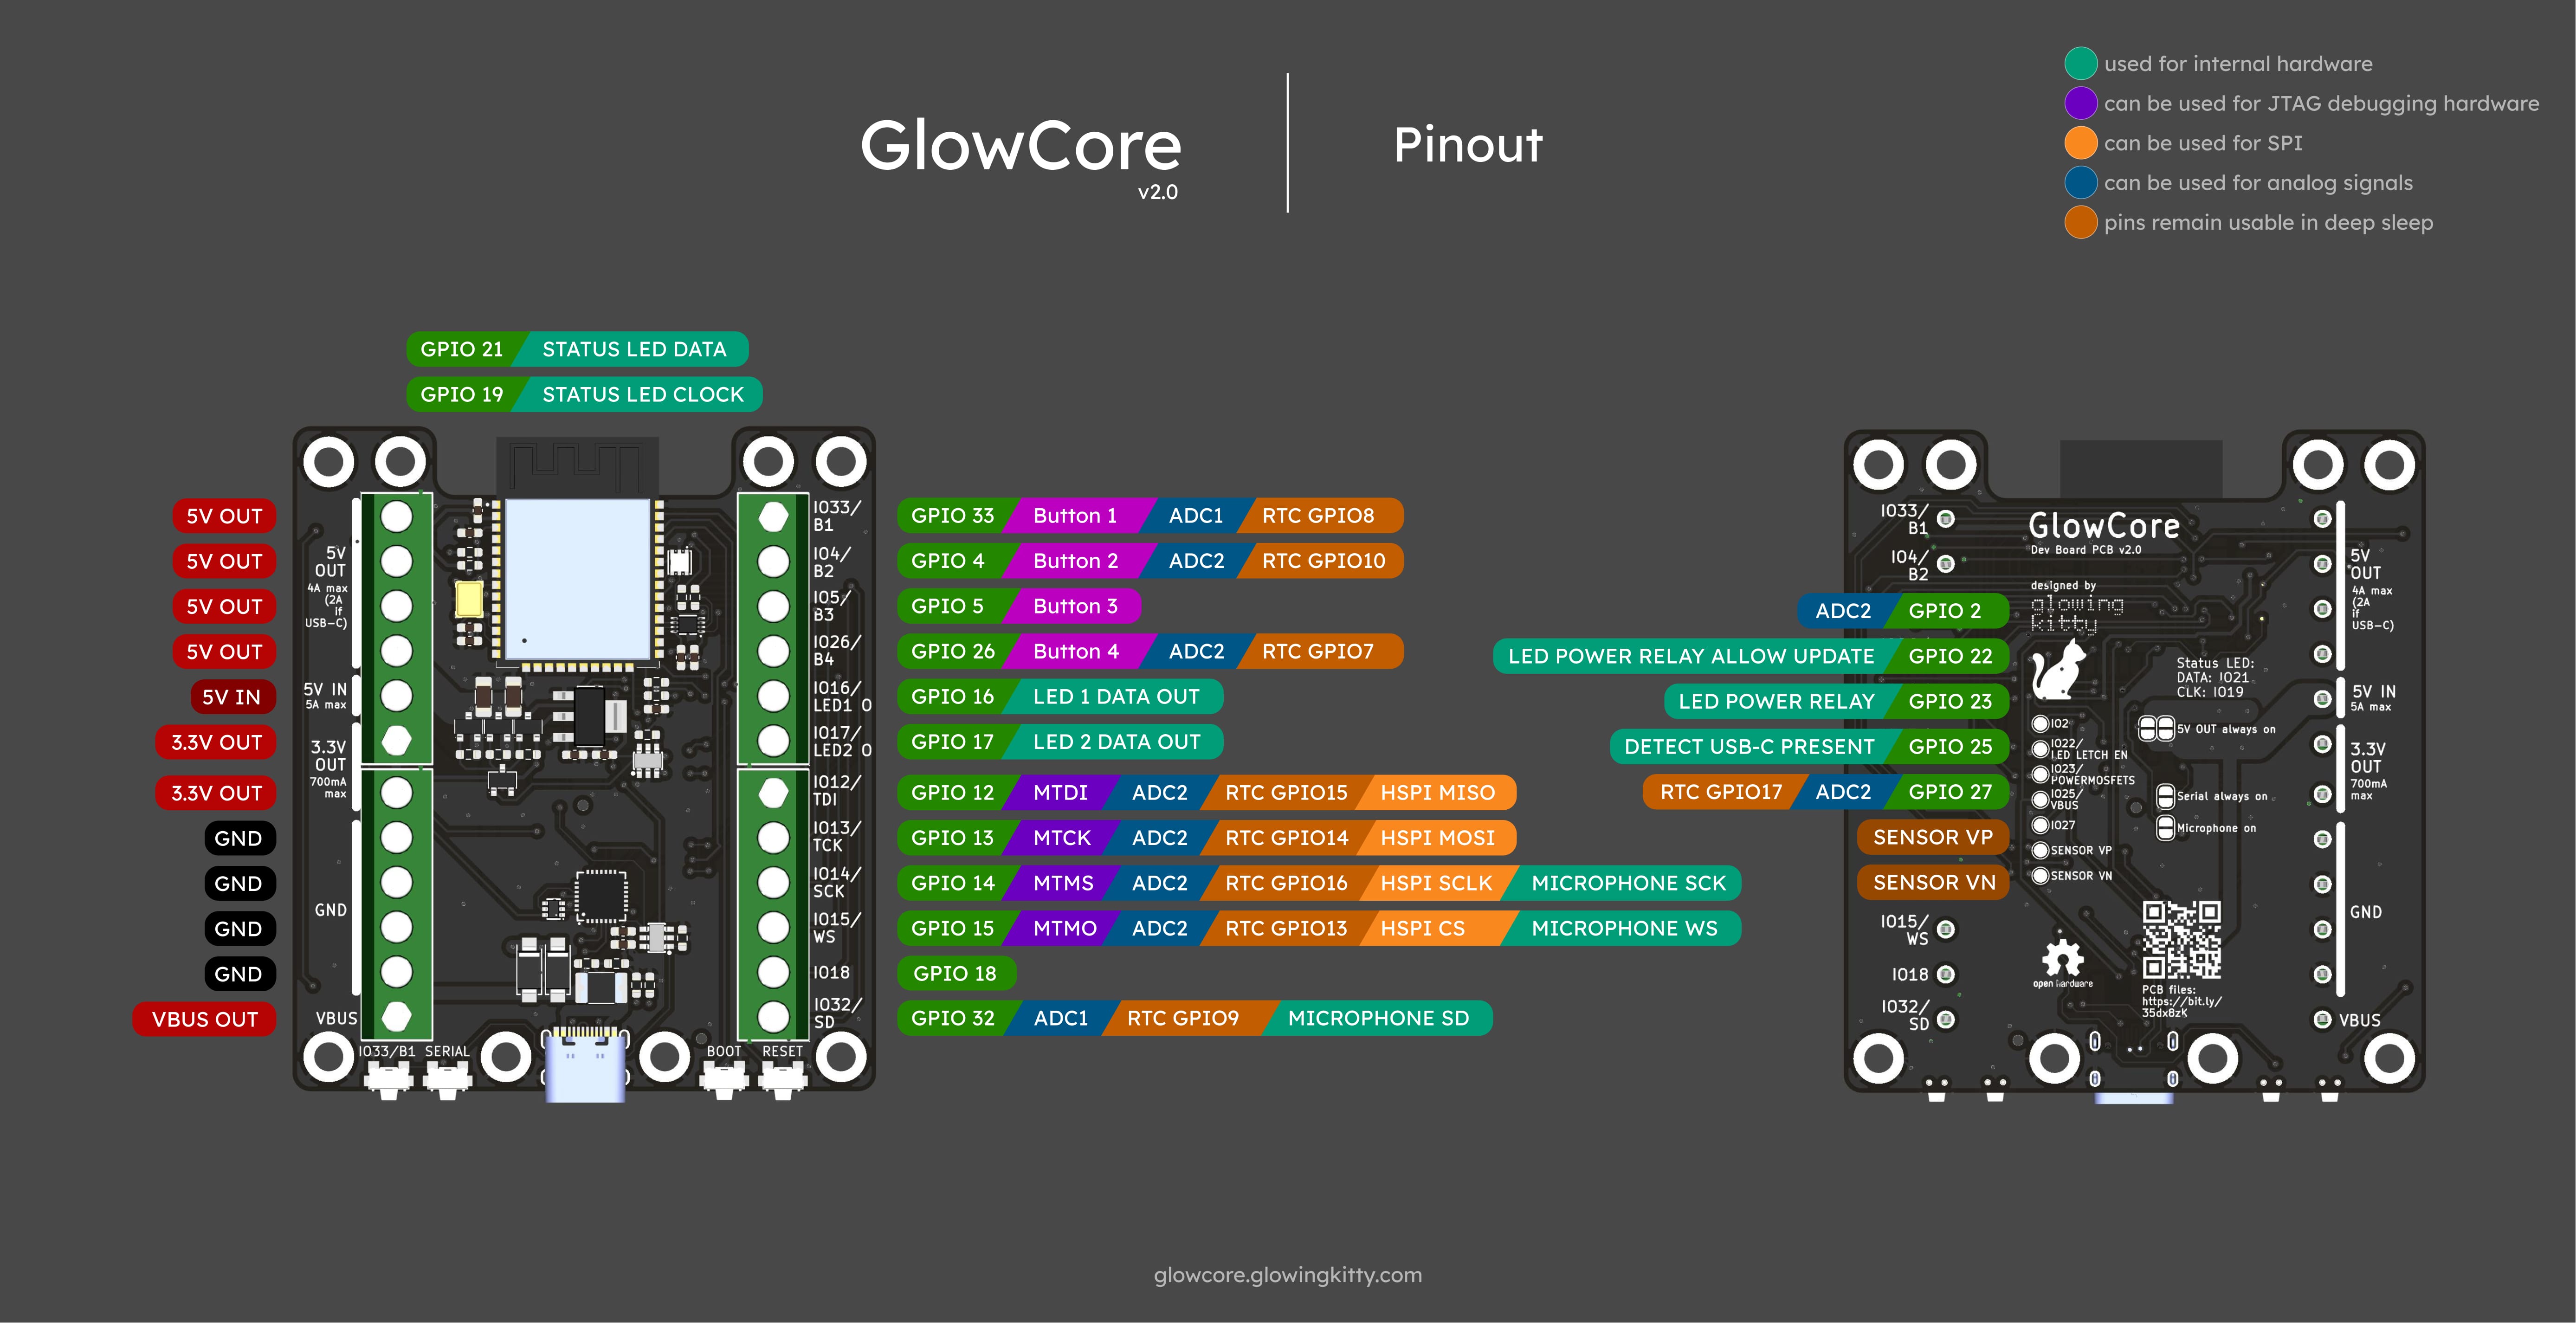 GlowCore
v2.0
Pinout
used for internal hardware
can be used for JTAG debugging hardware
can be used for SPI
can be used for analog signals
pins remain usable in deep sleep
GPIO 21 STATUS LED DATA
GPIO 19 STATUS LED CLOCK
5V OUT
5V OUT
5V OUT
5V OUT
5V IN
3.3V OUT
3.3V OUT
GND
GND
GND
GND
VBUS OUT
5V
OUT
4A max
(2A
if
USB-C)
5V IN
5A max
3.3V
OUT
700mA
max
GND
VBUS
IO33/B1 SERIAL
BOOT RESET
IO33/
B1
IO4/
B2
IO5/
B3
IO26/
B4
IO16/
LED1 O
IO17/
LED2 O
IO12/
TDI
IO13/
TCK
IO14/
SCK
IO15/
WS
IO18
IO32/
SD
GPIO 33 Button 1 ADC1 RTC GPIO8
GPIO 4 Button 2 ADC2 RTC GPIO10
GPIO 5 Button 3
GPIO 26 Button 4 ADC2 RTC GPIO7
GPIO 16 LED 1 DATA OUT
GPIO 17 LED 2 DATA OUT
GPIO 12 MTDI ADC2 RTC GPIO15 HSPI MISO
GPIO 13 MTCK ADC2 RTC GPIO14 HSPI MOSI
GPIO 14 MTMS ADC2 RTC GPIO16 HSPI SCLK MICROPHONE SCK
GPIO 15 MTMO ADC2 RTC GPIO13 HSPI CS MICROPHONE WS
GPIO 18
GPIO 32 ADC1 RTC GPIO9 MICROPHONE SD
ADC2 GPIO 2
LED POWER RELAY ALLOW UPDATE GPIO 22
LED POWER RELAY GPIO 23
DETECT USB-C PRESENT GPIO 25
RTC GPIO17 ADC2 GPIO 27
SENSOR VP
SENSOR VN
IO33/
B1
IO4/
B2
IO15/
WS
IO18
IO32/
SD
GlowCore
Dev Board PCB v2.0
designed by
glowing
kitty
Status LED:
DATA: IO21
CLK: IO19
IO2
IO22/
LED LETCH EN
IO23/
POWERMOSFETS
IO25/
VBUS
IO27
SENSOR VP
SENSOR VN
5V OUT always on
Serial always on
Microphone on
open hardware
PCB files:
https://bit.ly/
35dx8zK
5V
OUT
4A max
(2A
if
USB-C)
5V IN
5A max
3.3V
OUT
700mA
max
GND
VBUS
glowcore.glowingkitty.com